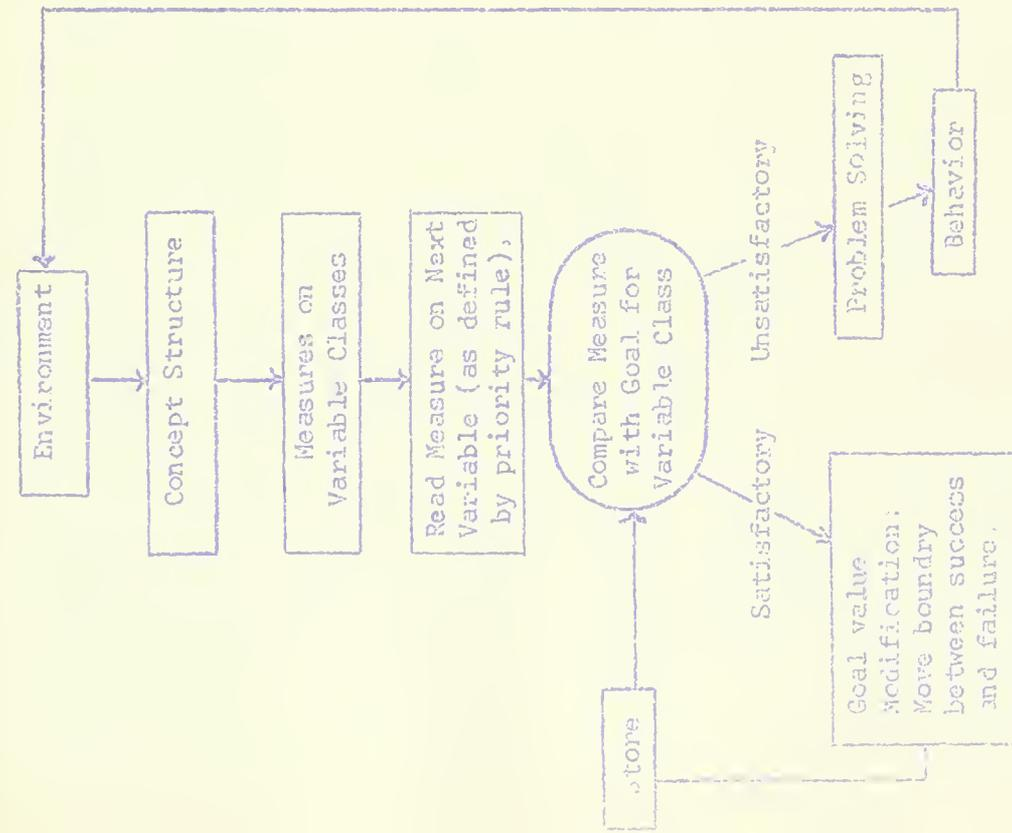 Environment
Concept Structure
Measures on
Variable Classes
Read Measure on Next
Variable (as defined
by priority rule).
Compare Measure
with Goal for
Variable Class
Satisfactory
Unsatisfactory
Goal value
Modification:
Move boundry
between success
and failure.
Problem Solving
Behavior